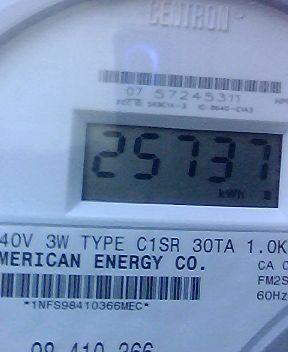 CENTRON
07 57245311
25737
kWh
40V 3W TYPE C1SR 30TA 1.0K
MERICAN ENERGY CO.
CA 0
FM2S
60Hz
*1NFS98410366MEC*
98 410 366